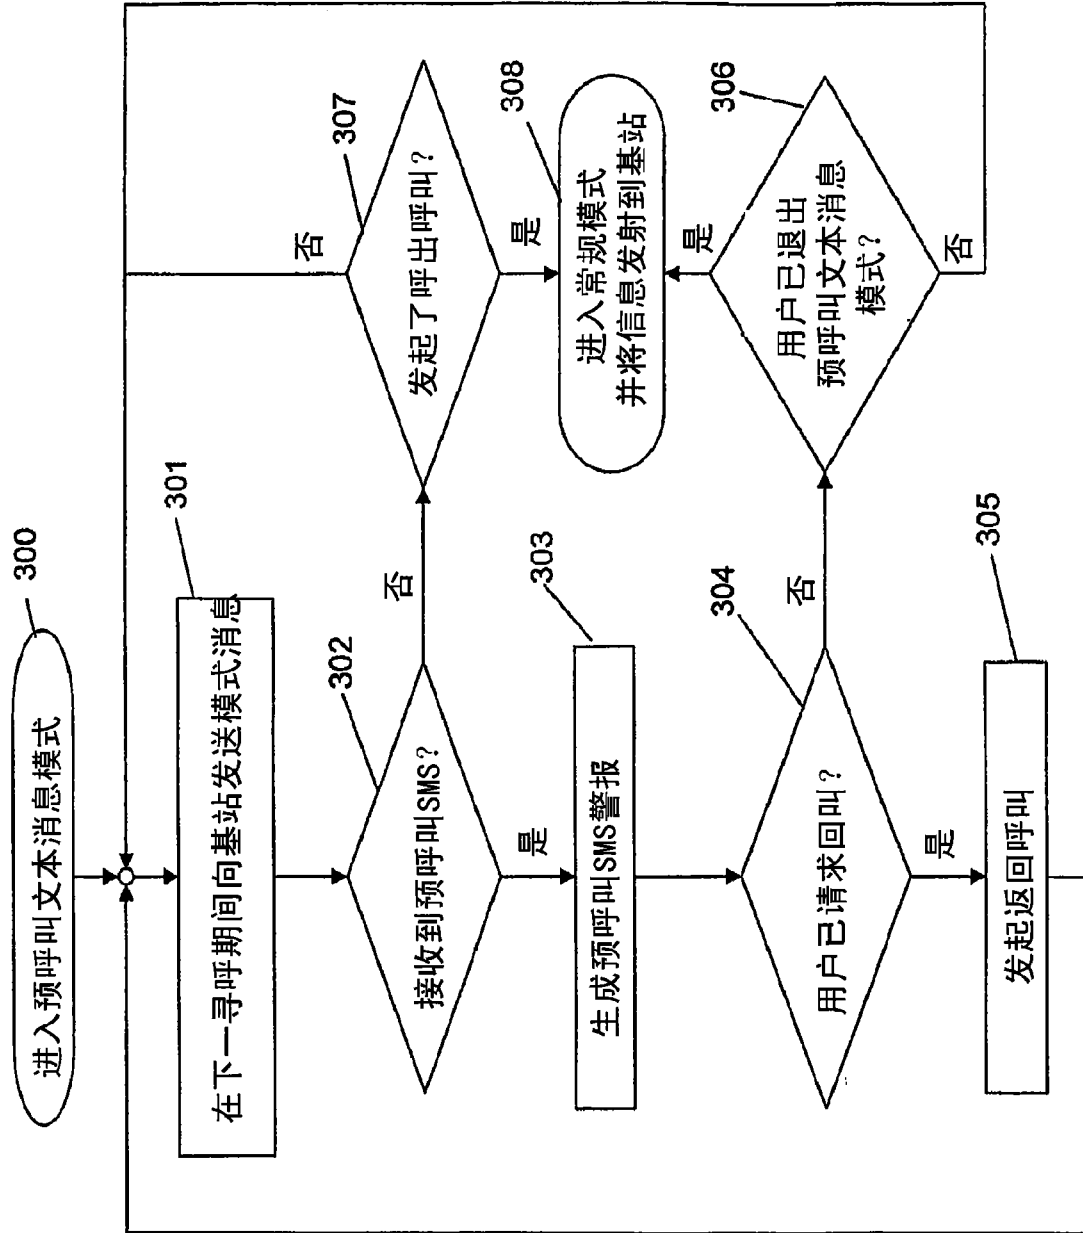 300
进入预呼叫文本消息模式
301
在下一寻呼期间向基站发送模式消息
302
接收到预呼叫SMS?
否
是
307
发起了呼出呼叫?
否
是
308
进入常规模式
并将信息发射到基站
303
生成预呼叫SMS警报
304
用户已请求回叫?
否
是
306
用户已退出
预呼叫文本消息
模式?
是
否
305
发起返回呼叫